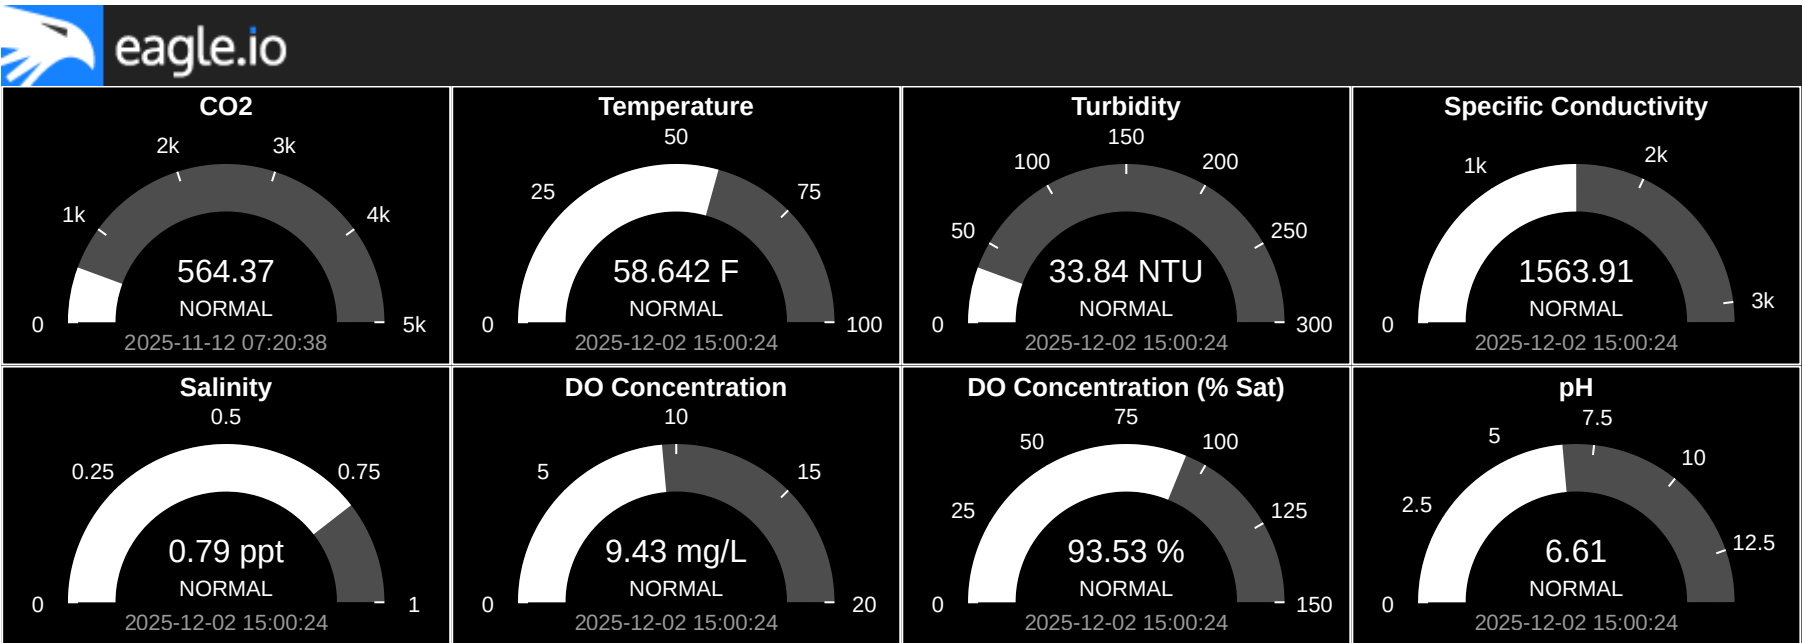 eagle.io
CO2
0
1k
2k
3k
4k
5k
564.37
NORMAL
2025-11-12 07:20:38
Temperature
0
25
50
75
100
58.642 F
NORMAL
2025-12-02 15:00:24
Turbidity
0
50
100
150
200
250
300
33.84 NTU
NORMAL
2025-12-02 15:00:24
Specific Conductivity
0
1k
2k
3k
1563.91
NORMAL
2025-12-02 15:00:24
Salinity
0
0.25
0.5
0.75
1
0.79 ppt
NORMAL
2025-12-02 15:00:24
DO Concentration
0
5
10
15
20
9.43 mg/L
NORMAL
2025-12-02 15:00:24
DO Concentration (% Sat)
0
25
50
75
100
125
150
93.53 %
NORMAL
2025-12-02 15:00:24
pH
0
2.5
5
7.5
10
12.5
6.61
NORMAL
2025-12-02 15:00:24